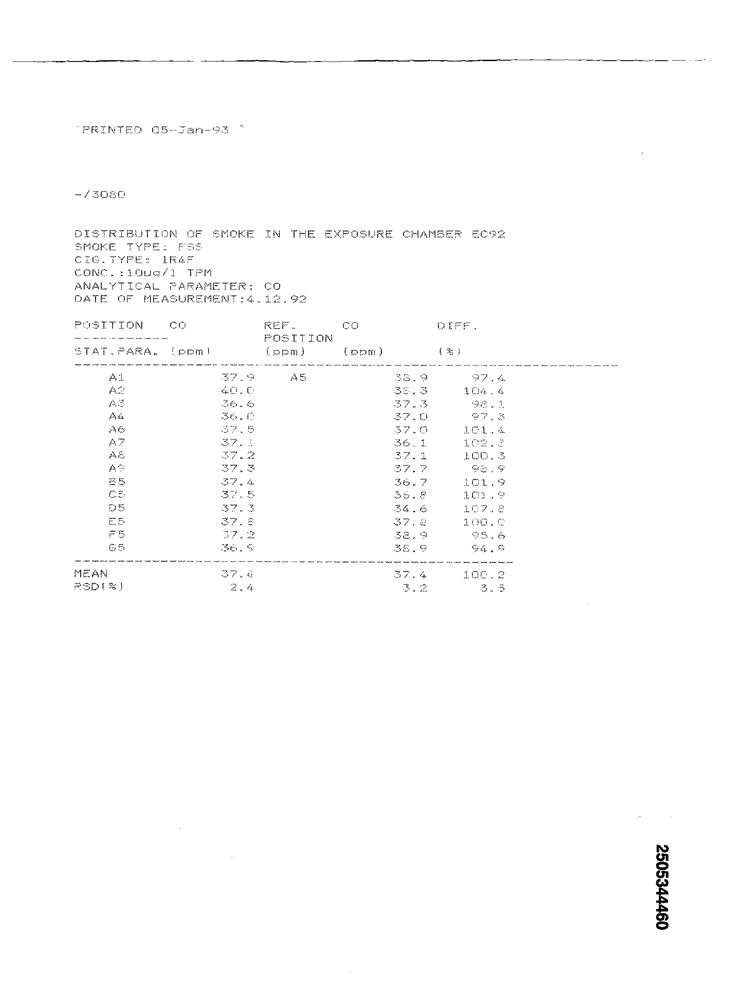 "PRINTED 05-Jan-93 "
-/3080
DISTRIBUTION OF SMOKE IN THE EXPOSURE CHAMBER EC92
SMOKE TYPE: FSS
CIG.TYPE: 1R4F
CONC.:10ug/l TPM
ANALYTICAL PARAMETER: CO
DATE OF MEASUREMENT:4.12.92
POSITION CO REF. CO DIFF.
----------- POSITION
STAT.PARA. (ppm) (ppm) (ppm) (%)
A1 37.9 A5 38.9 97.4
A2 40.0 38.3 104.4
A3 36.6 37.3 98.1
A4 36.0 37.0 97.3
A6 37.5 37.0 101.4
A7 37.1 36.1 102.8
A8 37.2 37.1 100.3
A9 37.3 37.7 98.9
B5 37.4 36.7 101.9
C5 37.5 36.8 101.9
D5 37.3 34.6 107.8
E5 37.8 37.8 100.0
F5 37.2 38.9 95.6
G5 36.9 38.9 94.9
MEAN 37.4 37.4 100.2
RSD(%) 2.4 3.2 3.5
2505344460